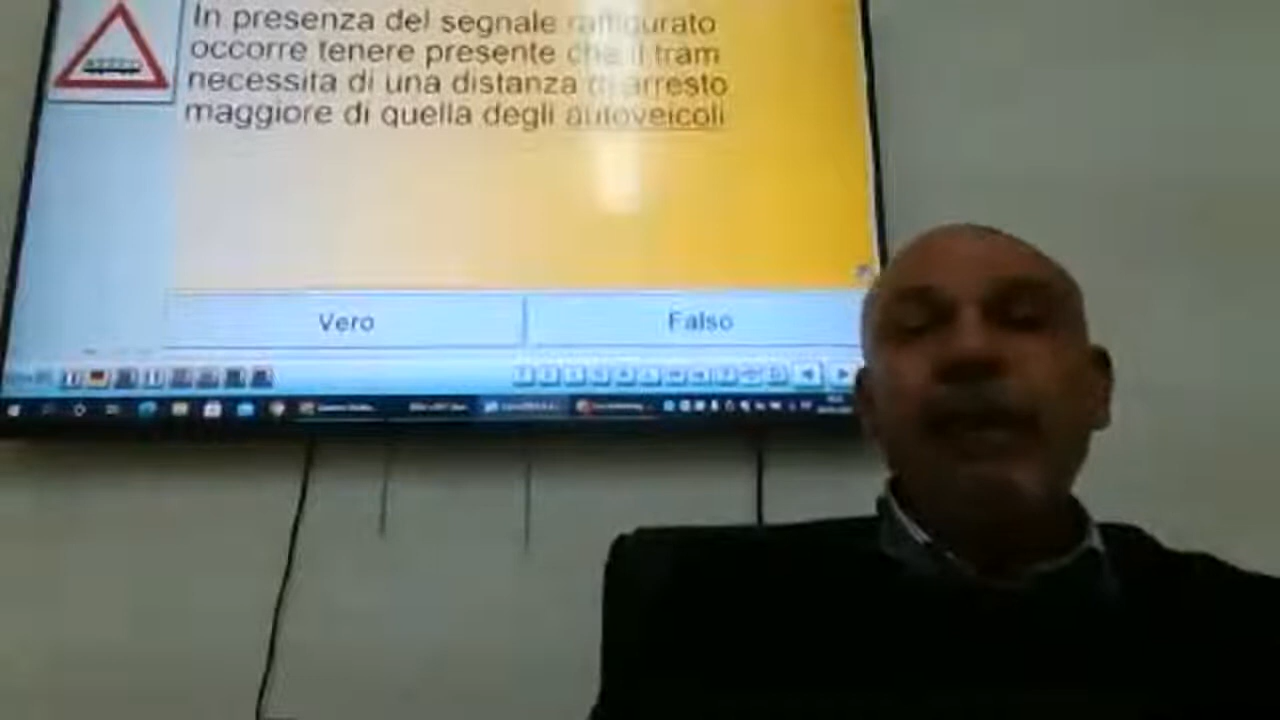 In presenza del segnale raffigurato
occorre tenere presente che il tram
necessita di una distanza di arresto
maggiore di quella degli autoveicoli
Vero
Falso